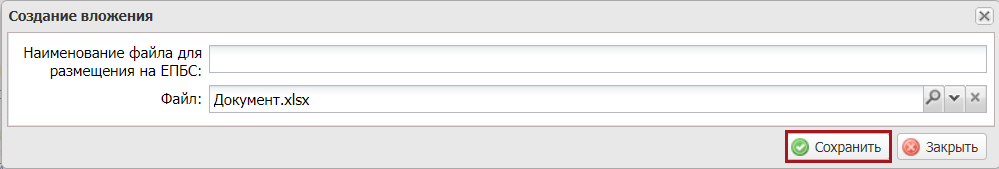 Создание вложения
Наименование файла для
размещения на ЕПБС:
Файл: Документ.xlsx
Сохранить Закрыть